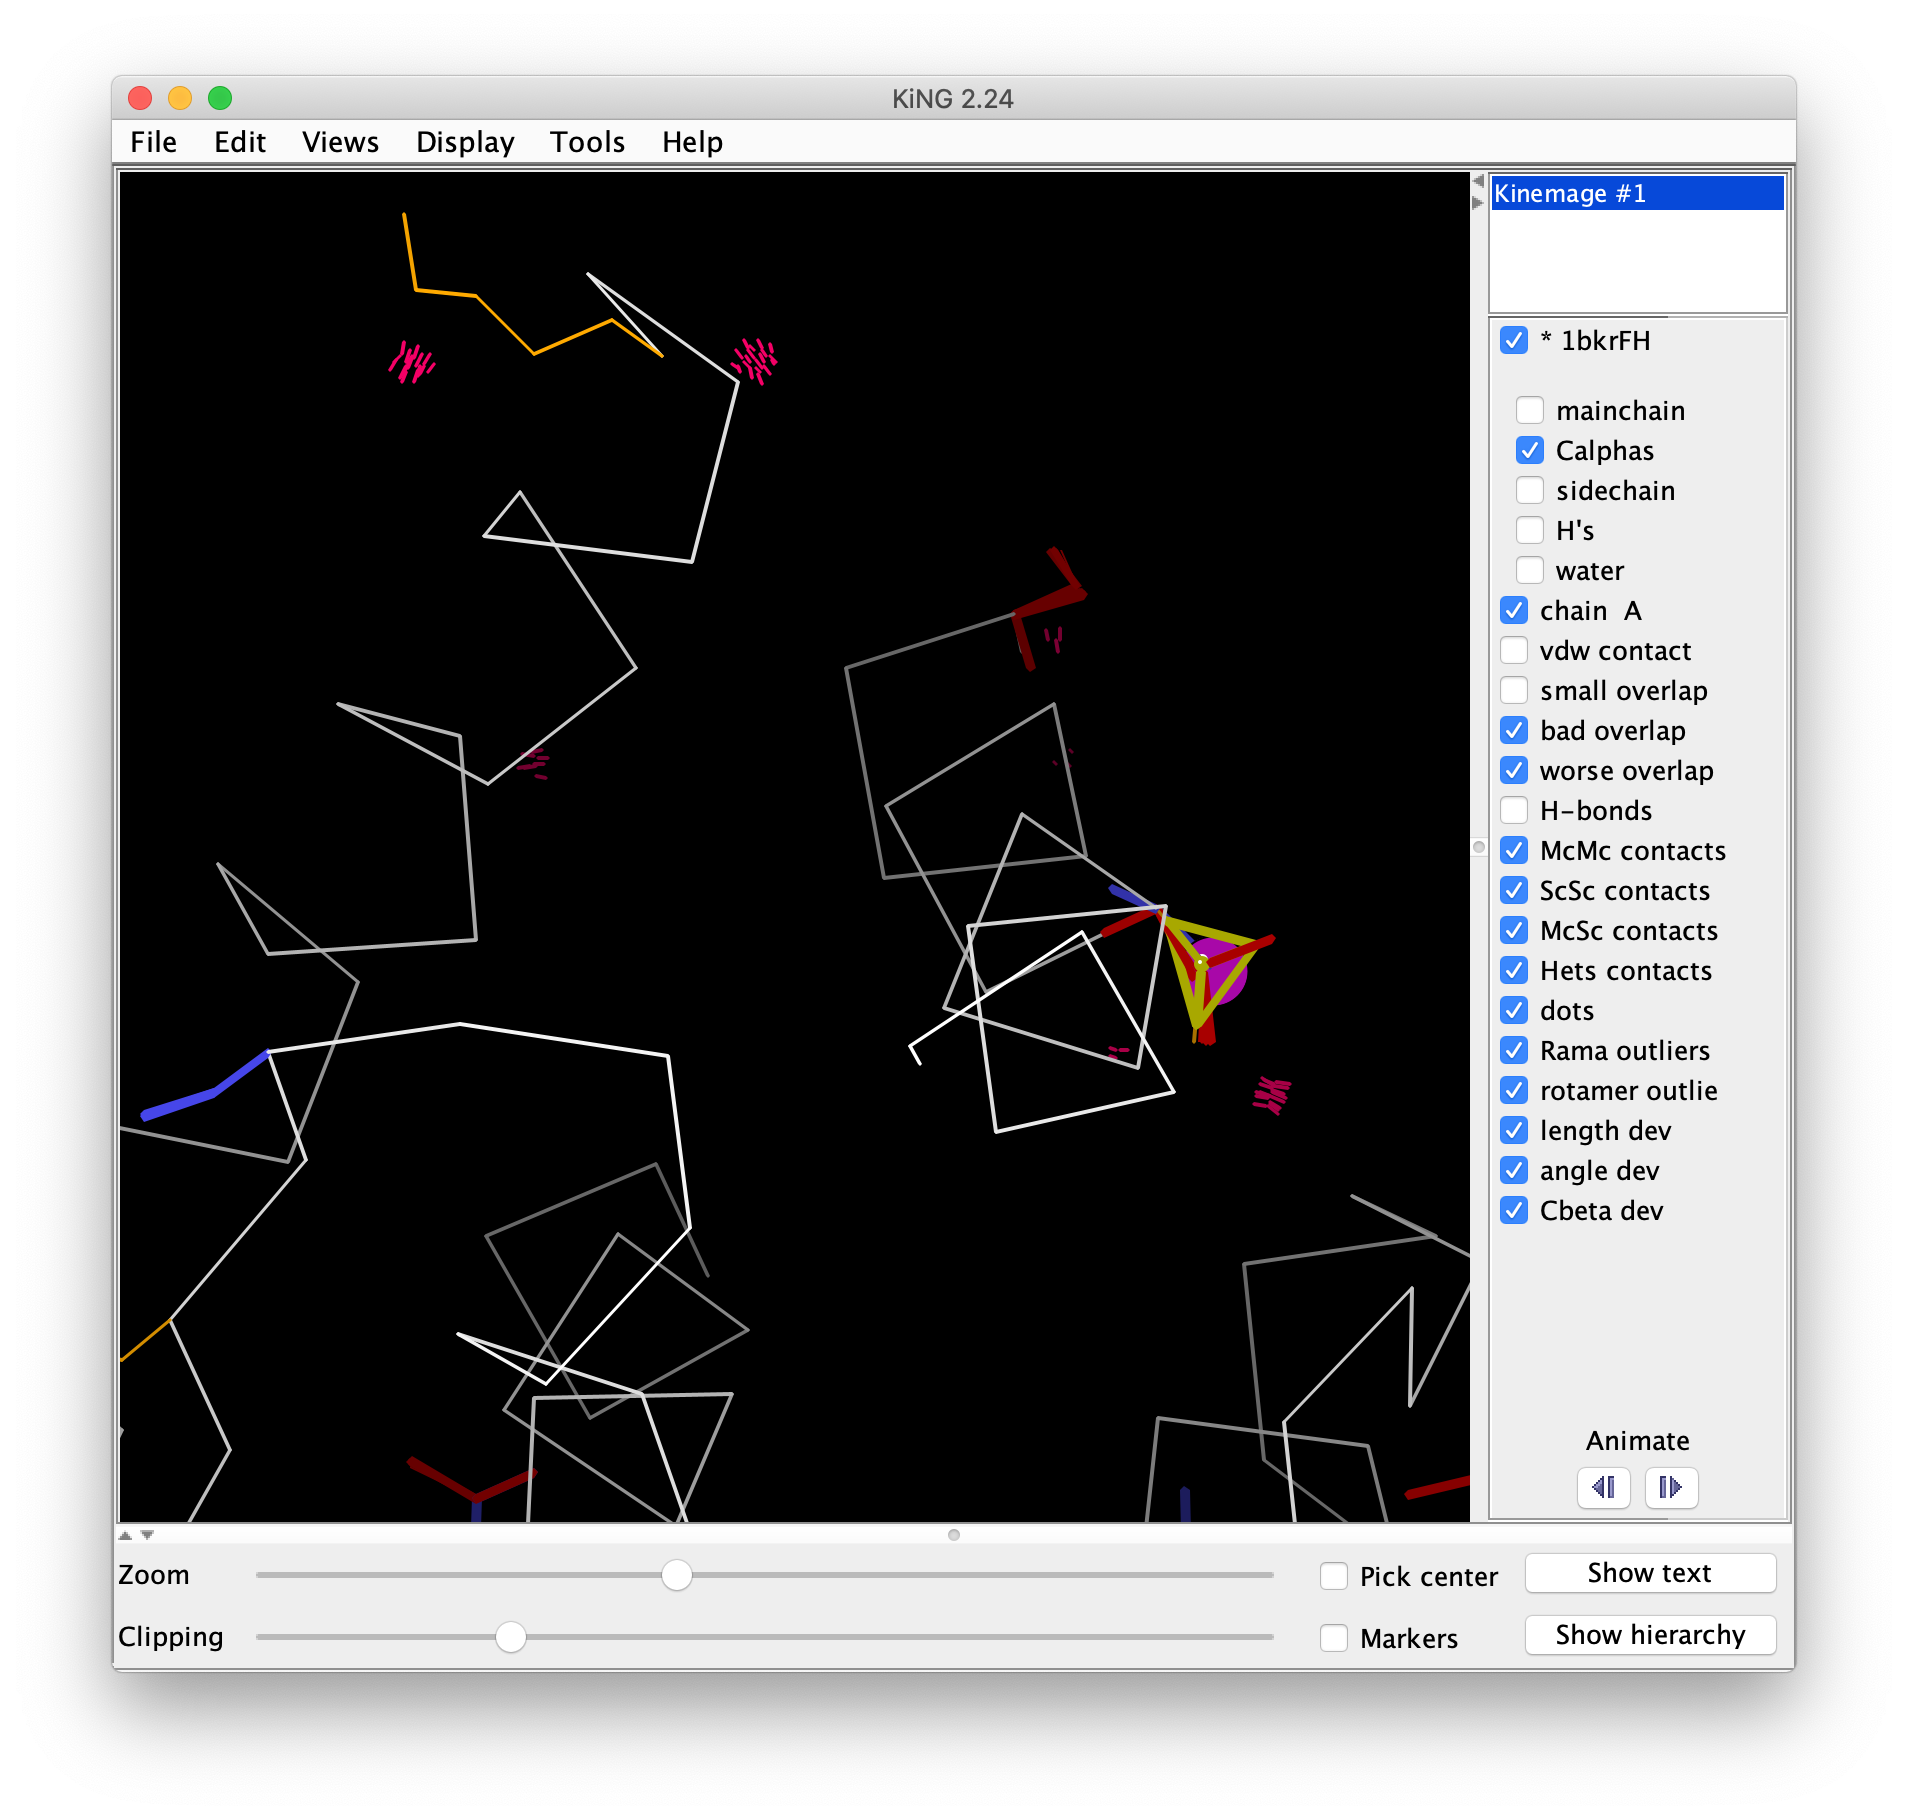 KiNG 2.24
File Edit Views Display Tools Help
Kinemage #1
* 1bkrFH
mainchain
Calphas
sidechain
H's
water
chain A
vdw contact
small overlap
bad overlap
worse overlap
H-bonds
McMc contacts
ScSc contacts
McSc contacts
Hets contacts
dots
Rama outliers
rotamer outlie
length dev
angle dev
Cbeta dev
Animate
Zoom
Pick center
Show text
Clipping
Markers
Show hierarchy